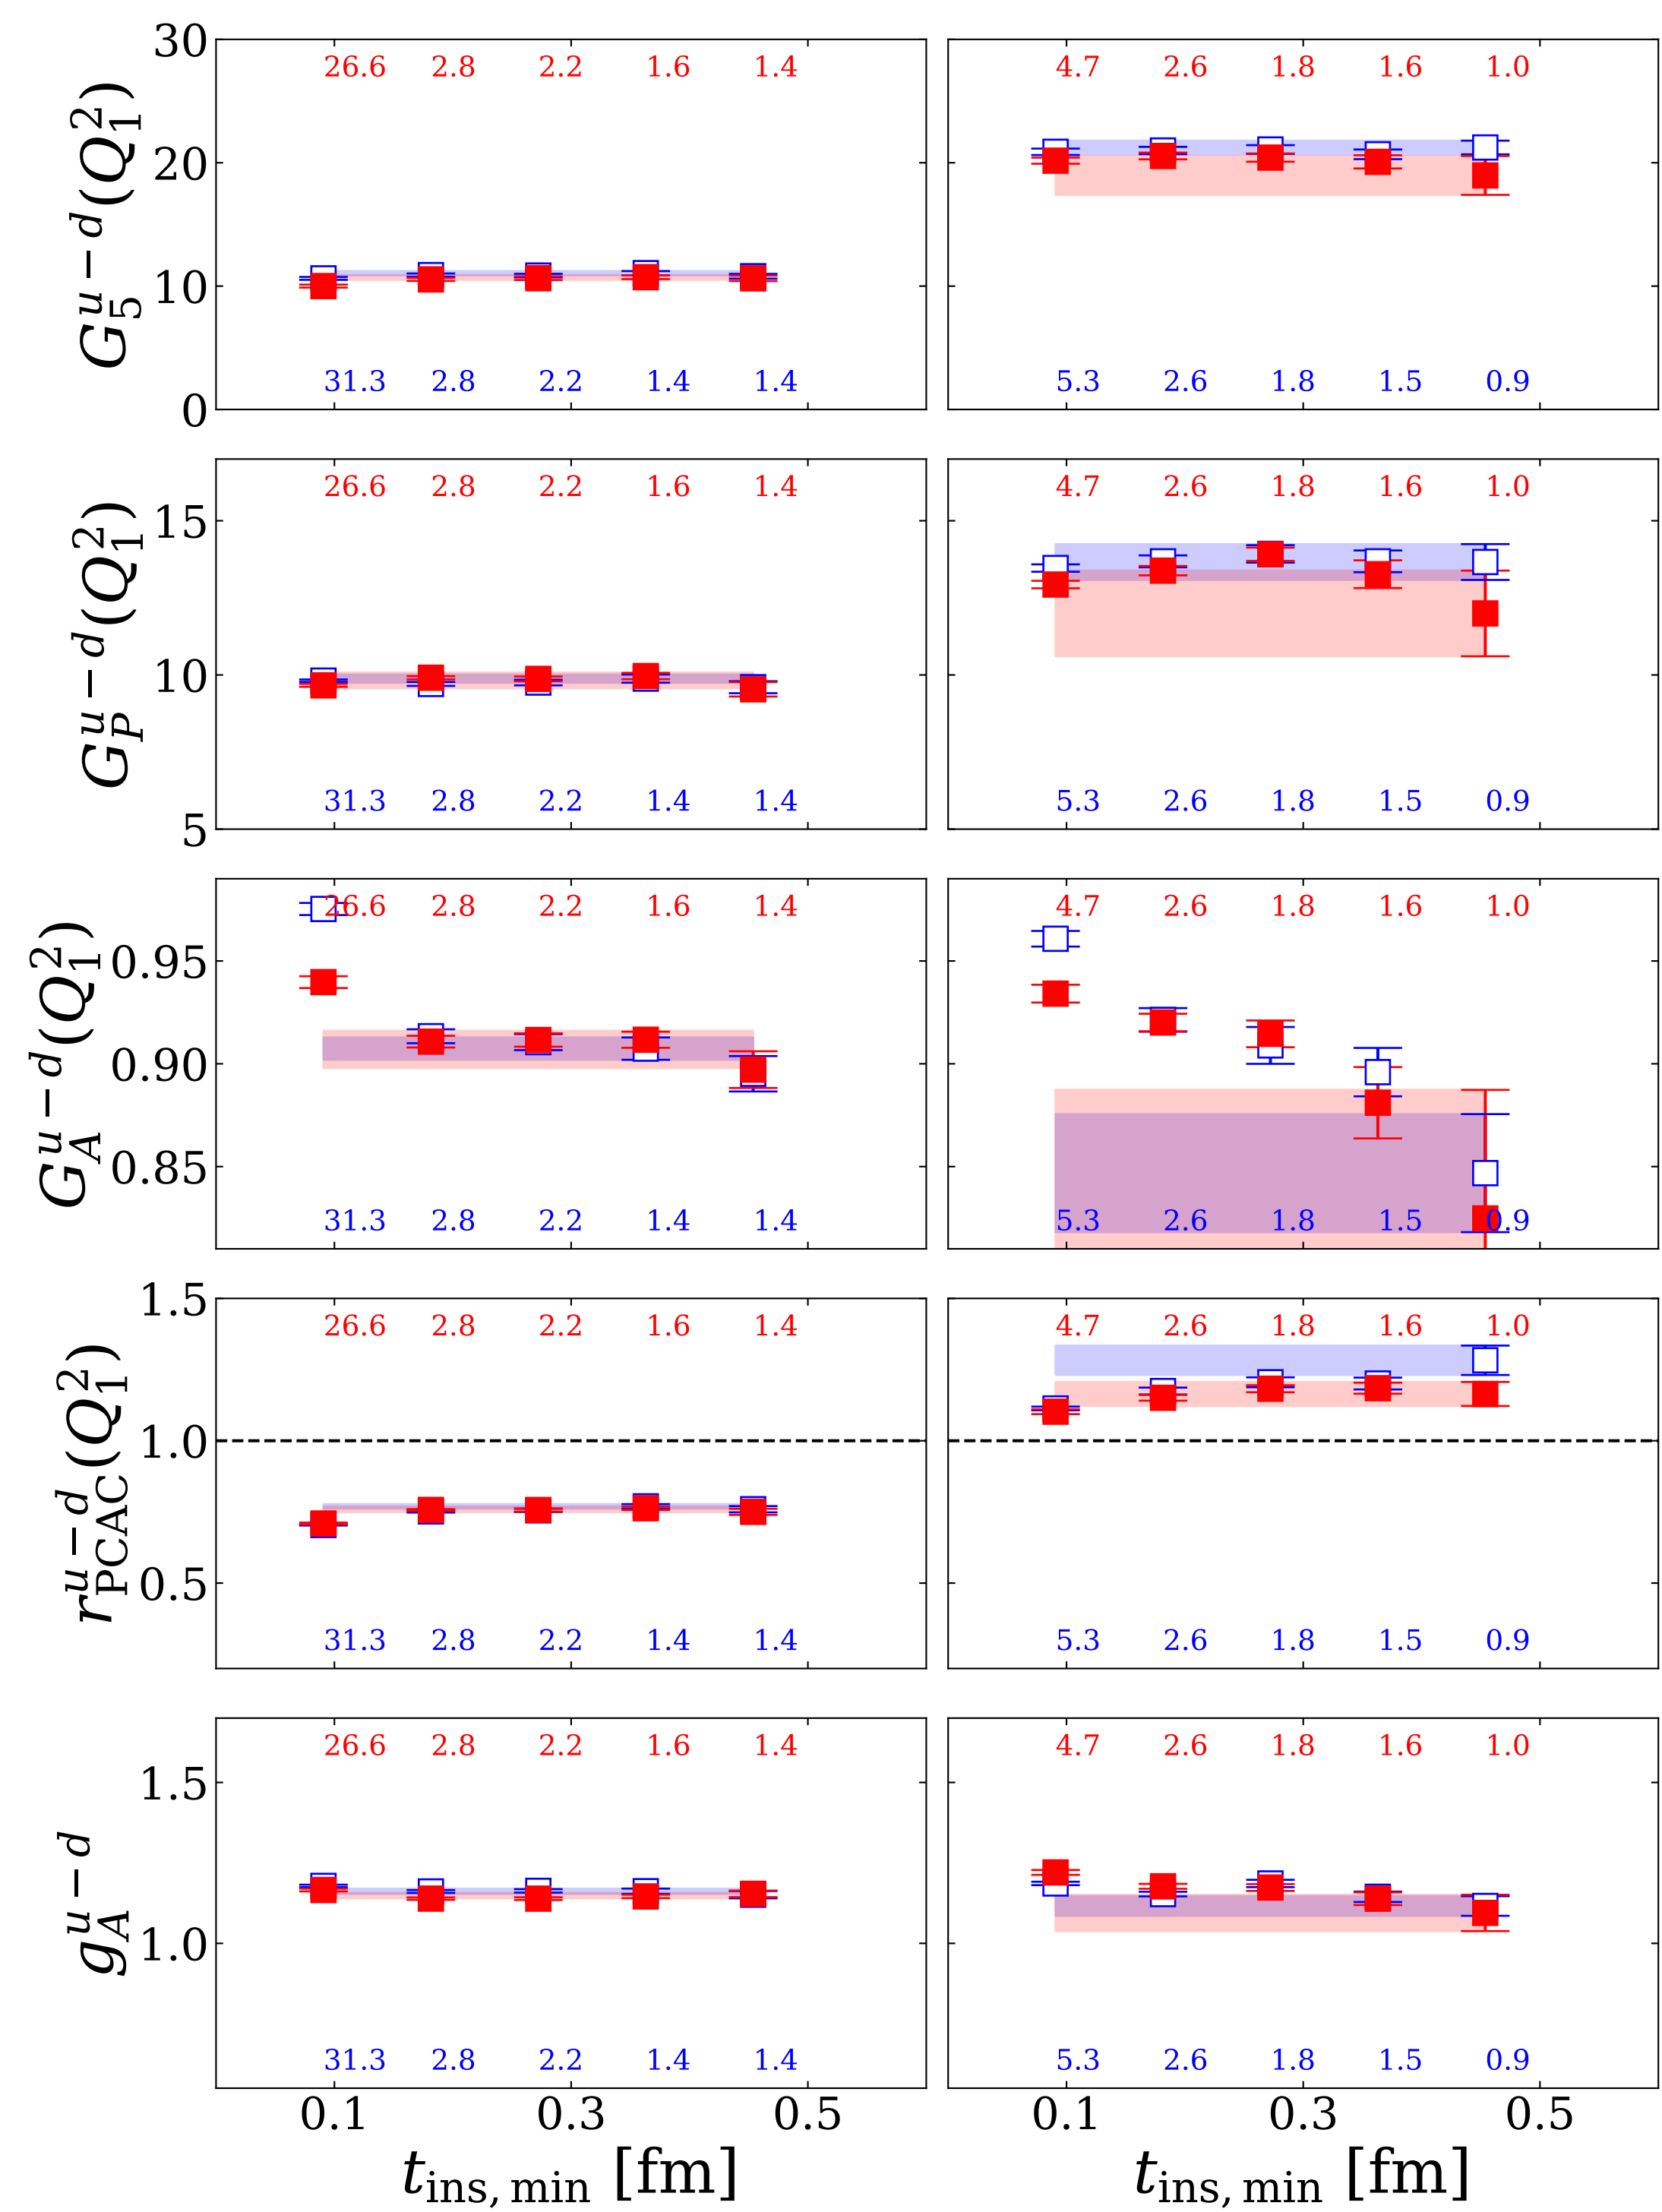 30 26.6 2.8 2.2 1.6 1.4 4.7 2.6 1.8 1.6 1.0
20
10
0
G_5^{u−d}(Q_1^2)
31.3 2.8 2.2 1.4 1.4 5.3 2.6 1.8 1.5 0.9
26.6 2.8 2.2 1.6 1.4 4.7 2.6 1.8 1.6 1.0
15
10
5
G_P^{u−d}(Q_1^2)
31.3 2.8 2.2 1.4 1.4 5.3 2.6 1.8 1.5 0.9
26.6 2.8 2.2 1.6 1.4 4.7 2.6 1.8 1.6 1.0
0.95
0.90
0.85
G_A^{u−d}(Q_1^2)
31.3 2.8 2.2 1.4 1.4 5.3 2.6 1.8 1.5 0.9
1.5 26.6 2.8 2.2 1.6 1.4 4.7 2.6 1.8 1.6 1.0
1.0
0.5
r_{PCAC}^{u−d}(Q_1^2)
31.3 2.8 2.2 1.4 1.4 5.3 2.6 1.8 1.5 0.9
26.6 2.8 2.2 1.6 1.4 4.7 2.6 1.8 1.6 1.0
1.5
1.0
g_A^{u−d}
31.3 2.8 2.2 1.4 1.4 5.3 2.6 1.8 1.5 0.9
0.1 0.3 0.5 0.1 0.3 0.5
t_{ins, min} [fm] t_{ins, min} [fm]